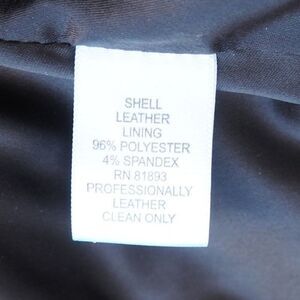 SHELL
LEATHER
LINING
96% POLYESTER
4% SPANDEX
RN 81893
PROFESSIONALLY
LEATHER
CLEAN ONLY